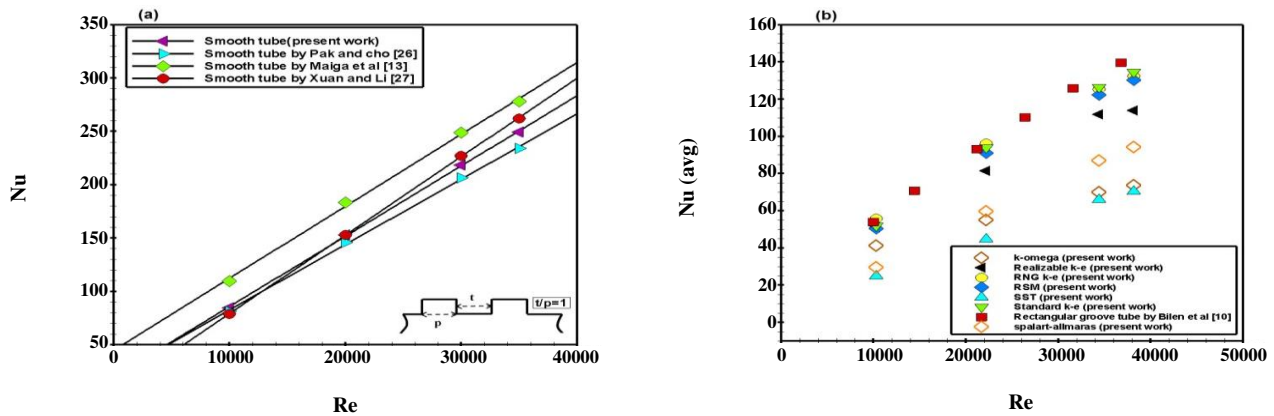 (a)
Smooth tube(present work)
Smooth tube by Pak and cho [26]
Smooth tube by Maiga et al [13]
Smooth tube by Xuan and Li [27]
350
300
250
200
150
100
50
Nu
t
t/p=1
p
10000
20000
30000
40000
Re
(b)
160
140
120
100
80
60
40
20
0
Nu (avg)
k-omega (present work)
Realizable k-e (present work)
RNG k-e (present work)
RSM (present work)
SST (present work)
Standard k-e (present work)
Rectangular groove tube by Bilen et al [10]
spalart-allmaras (present work)
0
10000
20000
30000
40000
50000
Re